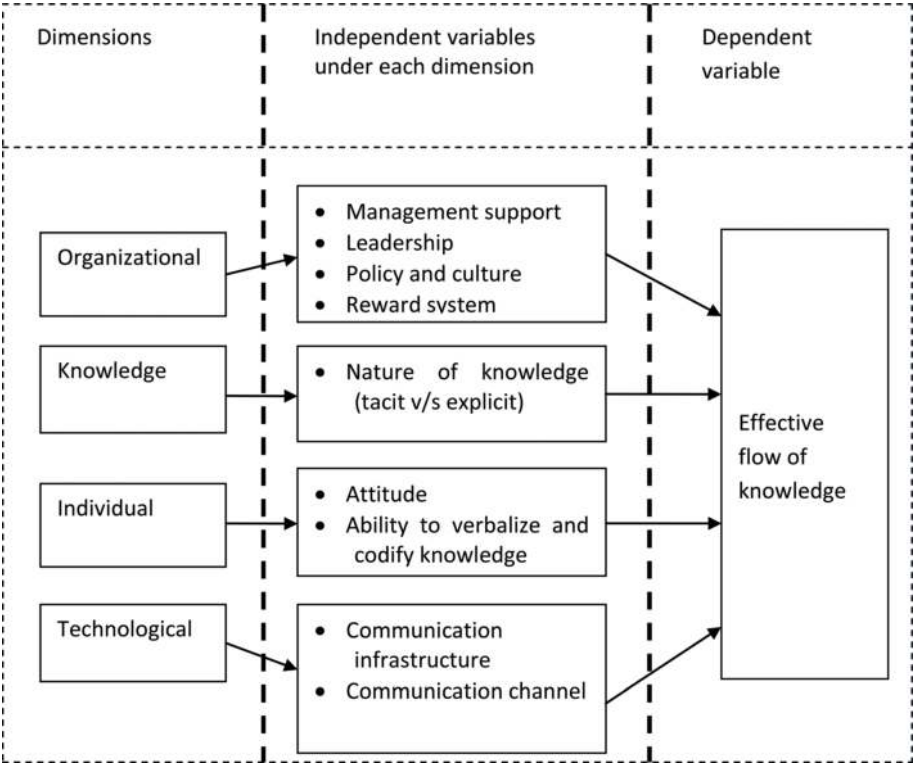 Dimensions
Independent variables
under each dimension
Dependent
variable
Organizational
• Management support
• Leadership
• Policy and culture
• Reward system
Knowledge
• Nature of knowledge
(tacit v/s explicit)
Individual
• Attitude
• Ability to verbalize and
codify knowledge
Technological
• Communication
infrastructure
• Communication channel
Effective
flow of
knowledge